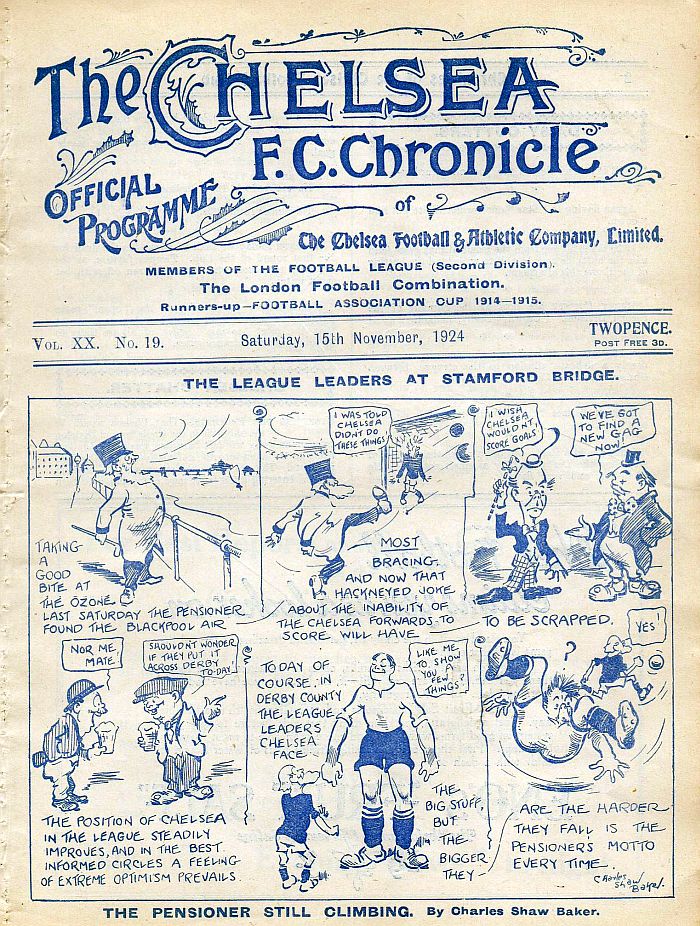 The CHELSEA
F.C. Chronicle
OFFICIAL
PROGRAMME
of
The Chelsea Football & Athletic Company, Limited.
MEMBERS OF THE FOOTBALL LEAGUE (Second Division).
The London Football Combination.
Runners-up—FOOTBALL ASSOCIATION CUP 1914—1915.
VOL. XX. No. 19.
Saturday, 15th November, 1924
TWOPENCE.
POST FREE 3D.
THE LEAGUE LEADERS AT STAMFORD BRIDGE.
TAKING
A
GOOD
BITE AT
THE OZONE.
LAST SATURDAY THE PENSIONER
FOUND THE BLACKPOOL AIR
I WAS TOLD
CHELSEA
DIDN'T DO
THESE THINGS
MOST
BRACING,
AND NOW THAT
HACKNEYED JOKE
ABOUT THE INABILITY OF
THE CHELSEA FORWARDS TO
SCORE WILL HAVE
I WISH
CHELSEA
WOULDN'T
SCORE GOALS
WE'VE GOT
TO FIND A
NEW GAG
NOW!
TO BE SCRAPPED.
NOR ME,
MATE
SHOULDN'T WONDER
IF THEY PUT IT
ACROSS DERBY
TO-DAY!
THE POSITION OF CHELSEA
IN THE LEAGUE STEADILY
IMPROVES, AND IN THE BEST
INFORMED CIRCLES A FEELING
OF EXTREME OPTIMISM PREVAILS.
TODAY OF
COURSE, IN
DERBY COUNTY
THE LEAGUE
LEADERS
CHELSEA
FACE
LIKE ME
TO SHOW
YOU A
FEW
THINGS?
THE
BIG STUFF,
BUT
THE
BIGGER
THEY
?
YES!
ARE THE HARDER
THEY FALL IS THE
PENSIONERS MOTTO
EVERY TIME.
Charles
Shaw
Baker.
THE PENSIONER STILL CLIMBING. By Charles Shaw Baker.